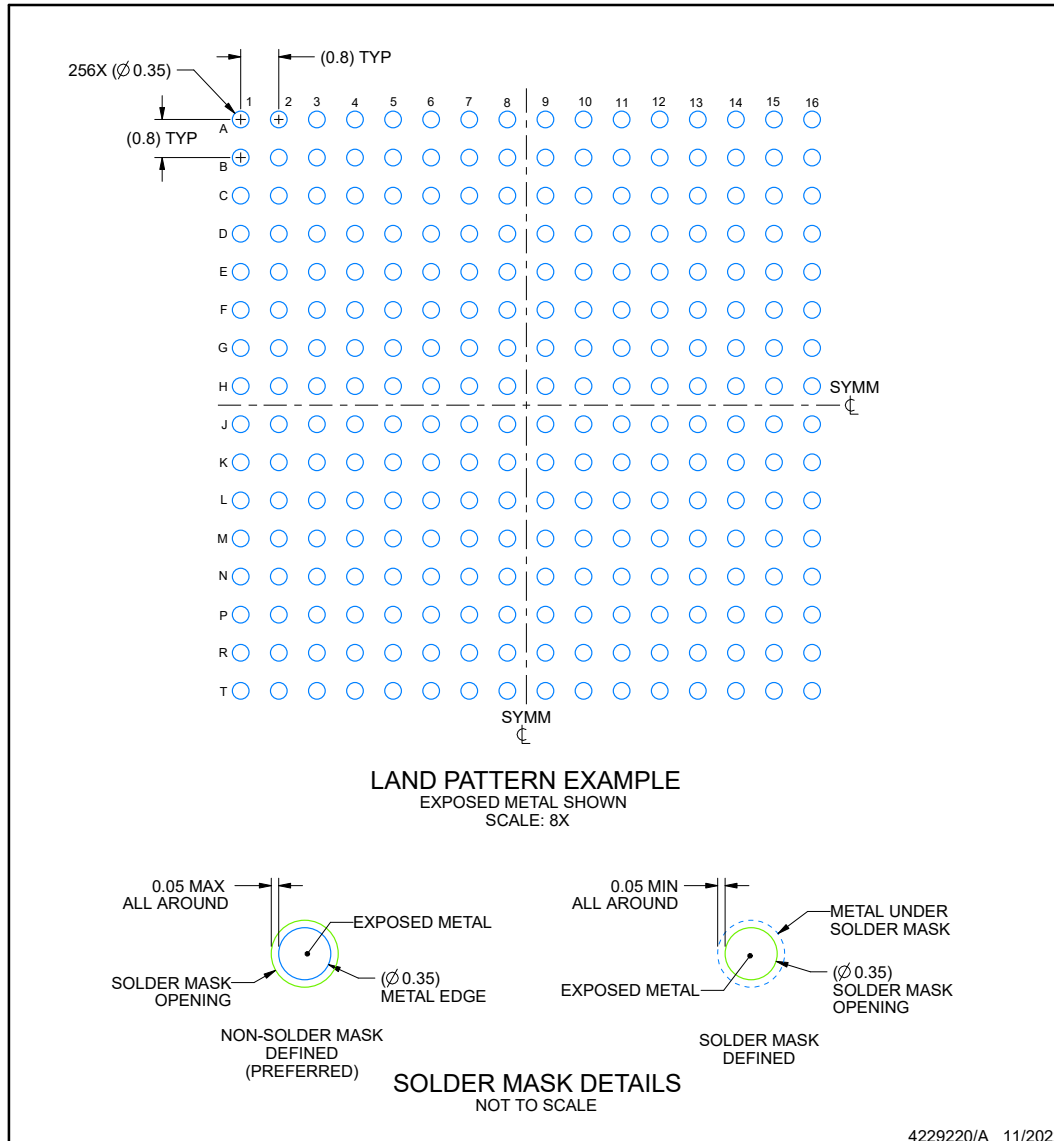 (0.8) TYP
256X (∅ 0.35)
1 2 3 4 5 6 7 8 9 10 11 12 13 14 15 16
A
(0.8) TYP
B
C
D
E
F
G
H
SYMM
℄
J
K
L
M
N
P
R
T
SYMM
℄
LAND PATTERN EXAMPLE
EXPOSED METAL SHOWN
SCALE: 8X
0.05 MAX
ALL AROUND
EXPOSED METAL
SOLDER MASK
OPENING
(∅ 0.35)
METAL EDGE
NON-SOLDER MASK
DEFINED
(PREFERRED)
0.05 MIN
ALL AROUND
METAL UNDER
SOLDER MASK
EXPOSED METAL
(∅ 0.35)
SOLDER MASK
OPENING
SOLDER MASK
DEFINED
SOLDER MASK DETAILS
NOT TO SCALE
4229220/A 11/202